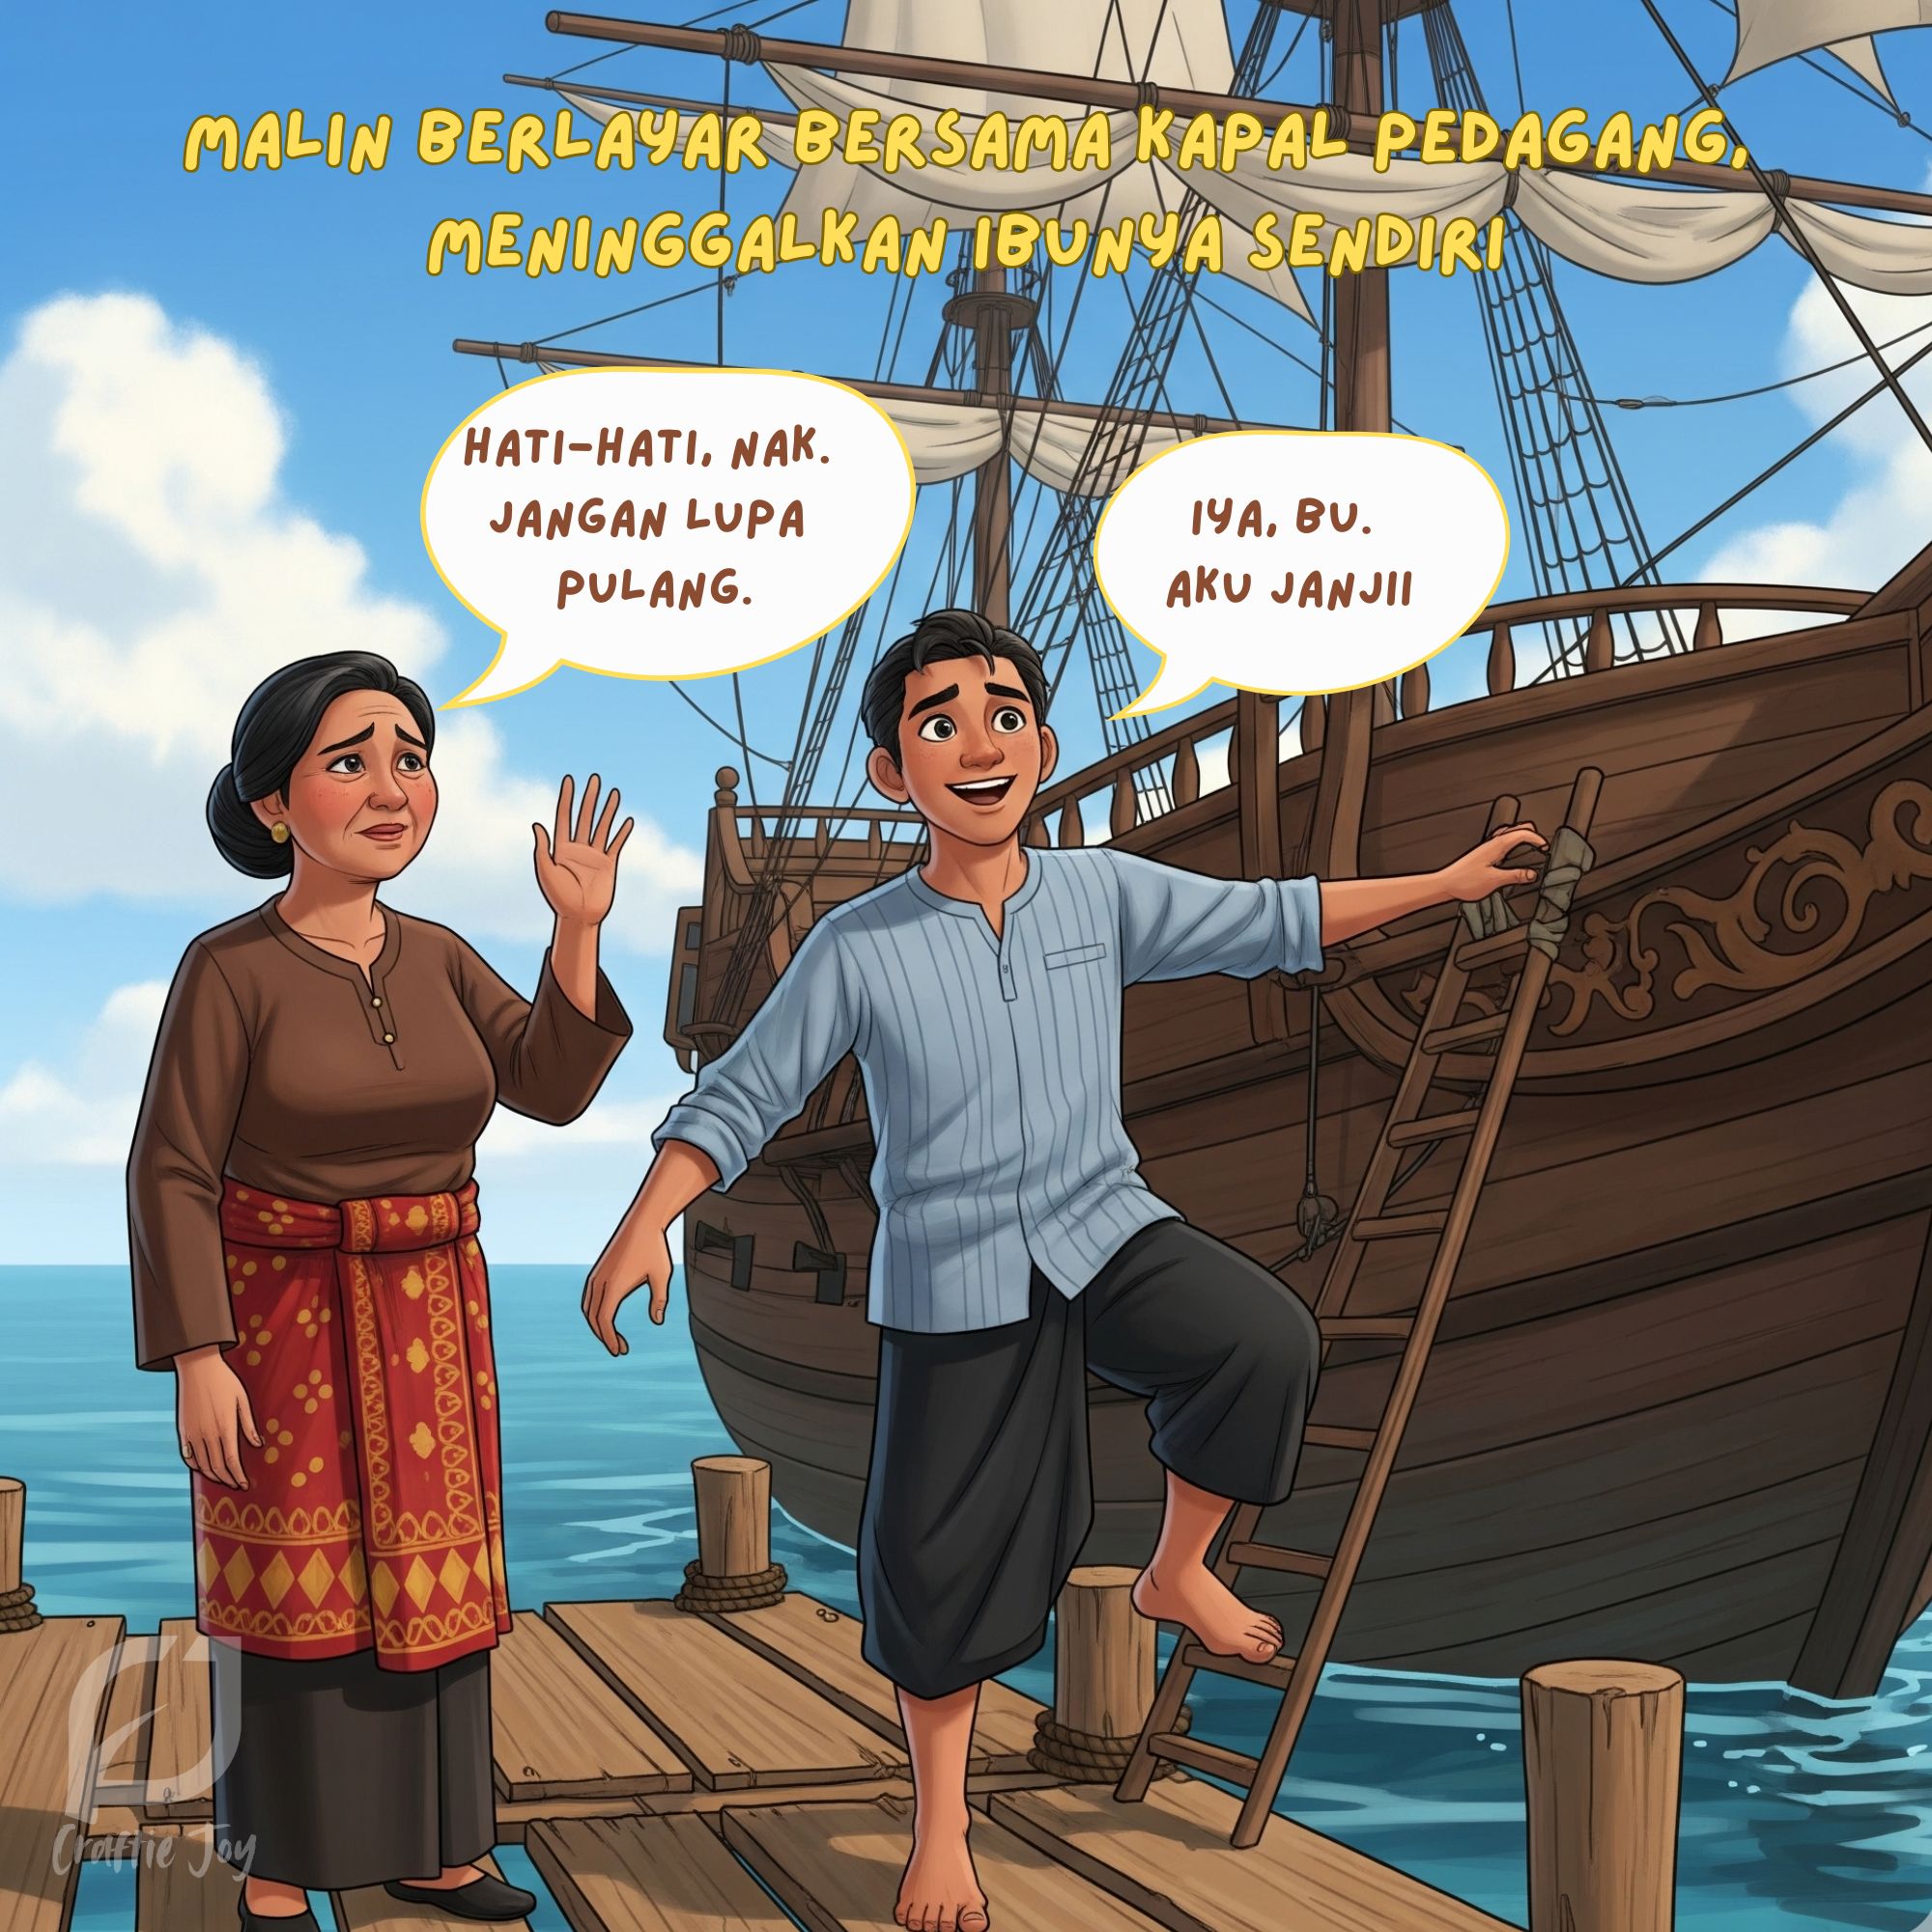 MALIN BERLAYAR BERSAMA KAPAL PEDAGANG,
MENINGGALKAN IBUNYA SENDIRI
HATI-HATI, NAK.
JANGAN LUPA
PULANG.
IYA, BU.
AKU JANJII
Craftie Joy